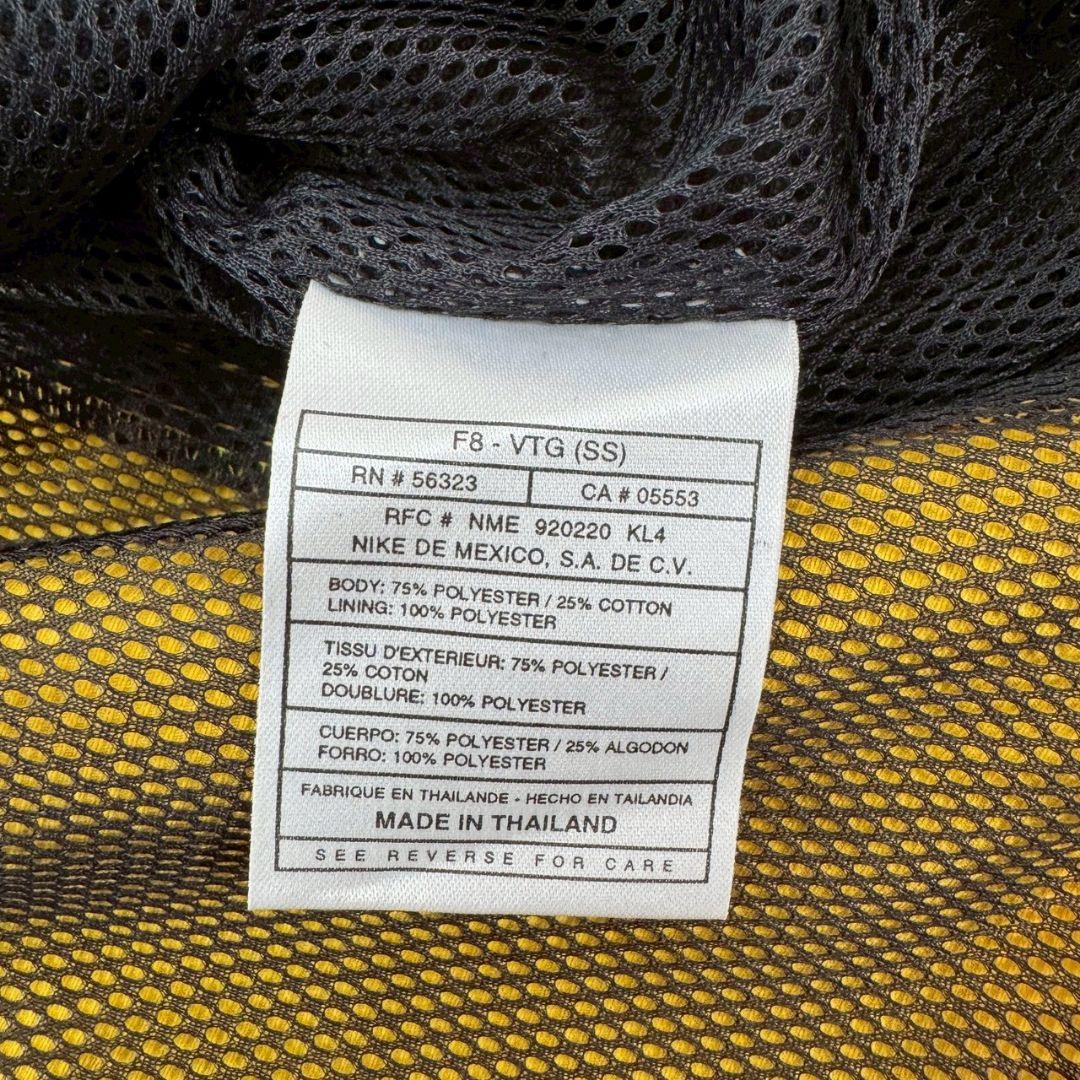 F8 - VTG (SS)
RN # 56323 CA # 05553
RFC # NME 920220 KL4
NIKE DE MEXICO, S.A. DE C.V.
BODY: 75% POLYESTER / 25% COTTON
LINING: 100% POLYESTER
TISSU D'EXTERIEUR: 75% POLYESTER /
25% COTON
DOUBLURE: 100% POLYESTER
CUERPO: 75% POLYESTER / 25% ALGODON
FORRO: 100% POLYESTER
FABRIQUE EN THAILANDE - HECHO EN TAILANDIA
MADE IN THAILAND
SEE REVERSE FOR CARE